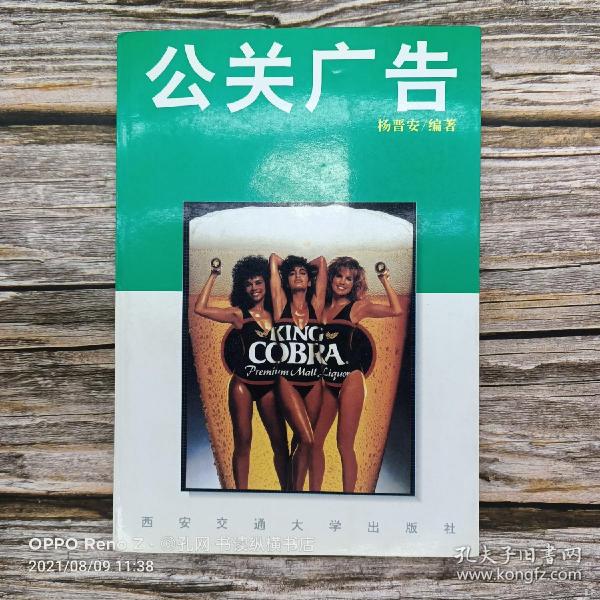 公关广告
杨晋安/编著
KING
COBRA
Premium Malt Liquor
西安交通大学出版社
OPPO Reno Z · ©孔网 书渎纵横书店
2021/08/09 11:38
孔夫子旧书网
www.kongfz.com